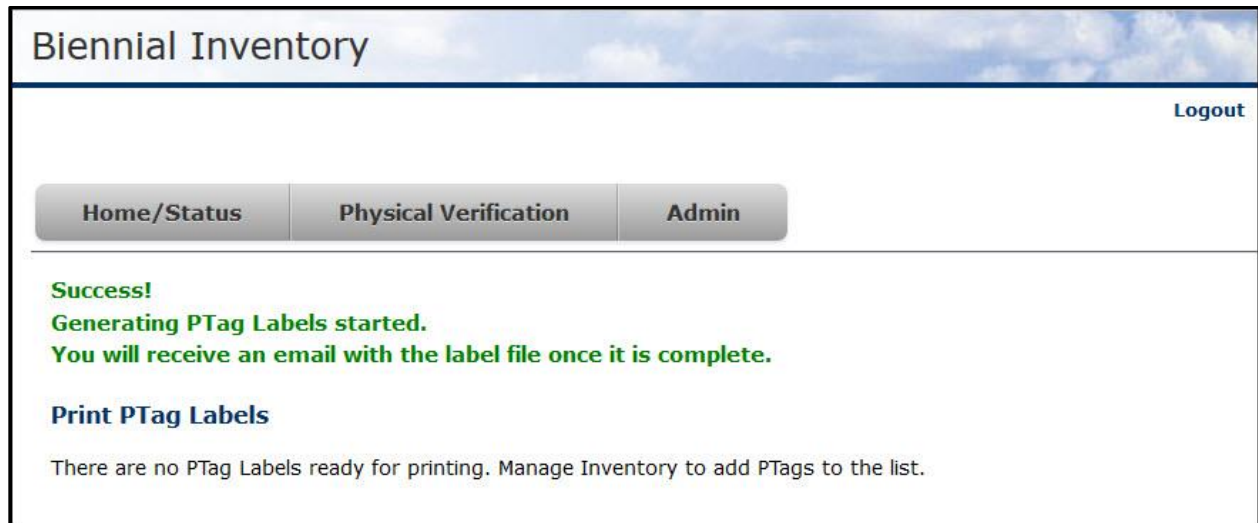 Biennial Inventory
Logout
Home/Status Physical Verification Admin
Success!
Generating PTag Labels started.
You will receive an email with the label file once it is complete.
Print PTag Labels
There are no PTag Labels ready for printing. Manage Inventory to add PTags to the list.